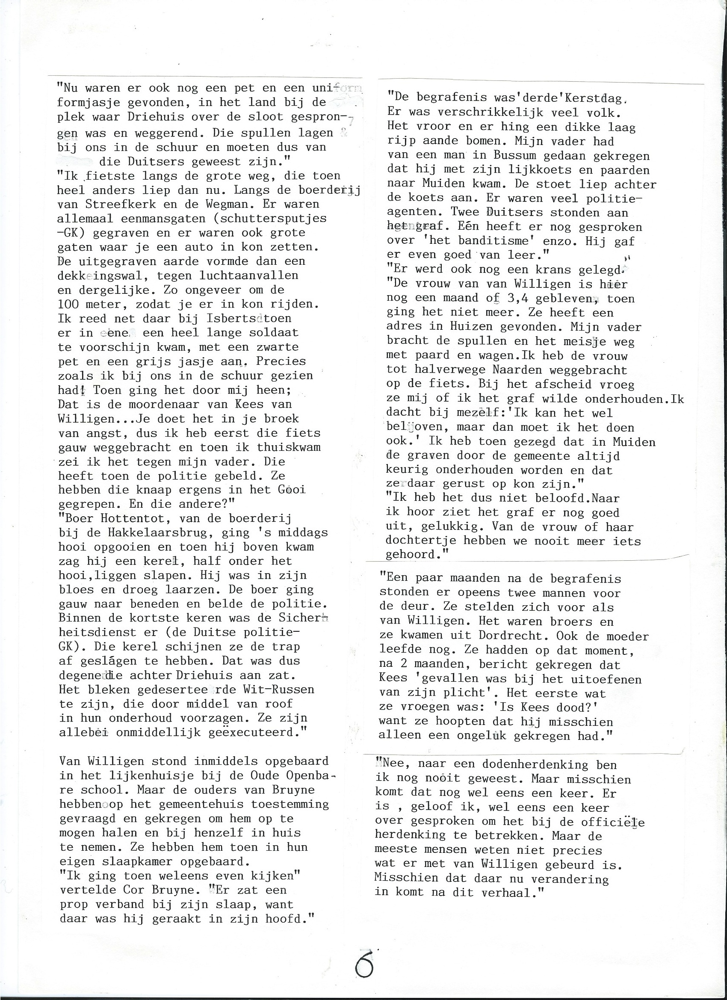 "Nu waren er ook nog een pet en een uni-
formjasje gevonden, in het land bij de
plek waar Driehuis over de sloot gespron-
gen was en weggerend. Die spullen lagen
bij ons in de schuur en moeten dus van
die Duitsers geweest zijn."
"Ik fietste langs de grote weg, die toen
heel anders liep dan nu. Langs de boerderij
van Streefkerk en de Wegman. Er waren
allemaal eenmansgaten (schuttersputjes
-GK) gegraven en er waren ook grote
gaten waar je een auto in kon zetten.
De uitgegraven aarde vormde dan een
dekkingswal, tegen luchtaanvallen
en dergelijke. Zo ongeveer om de
100 meter, zodat je er in kon rijden.
Ik reed net daar bij Isberts toen
er in ène een heel lange soldaat
te voorschijn kwam, met een zwarte
pet en een grijs jasje aan. Precies
zoals ik bij ons in de schuur gezien
had! Toen ging het door mij heen;
Dat is de moordenaar van Kees van
Willigen...Je doet het in je broek
van angst, dus ik heb eerst die fiets
gauw weggebracht en toen ik thuiskwam
zei ik het tegen mijn vader. Die
heeft toen de politie gebeld. Ze
hebben die knaap ergens in het Gooi
gegrepen. En die andere?"
"Boer Hottentot, van de boerderij
bij de Hakkelaarsbrug, ging 's middags
hooi opgooien en toen hij boven kwam
zag hij een kerel, half onder het
hooi,liggen slapen. Hij was in zijn
bloes en droeg laarzen. De boer ging
gauw naar beneden en belde de politie.
Binnen de kortste keren was de Sicher-
heitsdienst er (de Duitse politie-
GK). Die kerel schijnen ze de trap
af geslágen te hebben. Dat was dus
degene die achter Driehuis aan zat.
Het bleken gedeserteerde Wit-Russen
te zijn, die door middel van roof
in hun onderhoud voorzagen. Ze zijn
allebei onmiddellijk geëxecuteerd."
Van Willigen stond inmiddels opgebaard
in het lijkenhuisje bij de Oude Openba-
re school. Maar de ouders van Bruyne
hebben op het gemeentehuis toestemming
gevraagd en gekregen om hem op te
mogen halen en bij henzelf in huis
te nemen. Ze hebben hem toen in hun
eigen slaapkamer opgebaard.
"Ik ging toen weleens even kijken"
vertelde Cor Bruyne. "Er zat een
prop verband bij zijn slaap, want
daar was hij geraakt in zijn hoofd."
"De begrafenis was'derde'Kerstdag.
Er was verschrikkelijk veel volk.
Het vroor en er hing een dikke laag
rijp aande bomen. Mijn vader had
van een man in Bussum gedaan gekregen
dat hij met zijn lijkkoets en paarden
naar Muiden kwam. De stoet liep achter
de koets aan. Er waren veel politie-
agenten. Twee Duitsers stonden aan
het graf. Eén heeft er nog gesproken
over 'het banditisme' enzo. Hij gaf
er even goed van leer."
"Er werd ook nog een krans gelegd."
"De vrouw van van Willigen is hier
nog een maand of 3,4 gebleven, toen
ging het niet meer. Ze heeft een
adres in Huizen gevonden. Mijn vader
bracht de spullen en het meisje weg
met paard en wagen.Ik heb de vrouw
tot halverwege Naarden weggebracht
op de fiets. Bij het afscheid vroeg
ze mij of ik het graf wilde onderhouden.Ik
dacht bij mezelf:'Ik kan het wel
beloven, maar dan moet ik het doen
ook.' Ik heb toen gezegd dat in Muiden
de graven door de gemeente altijd
keurig onderhouden worden en dat
ze daar gerust op kon zijn."
"Ik heb het dus niet beloofd.Naar
ik hoor ziet het graf er nog goed
uit, gelukkig. Van de vrouw of haar
dochtertje hebben we nooit meer iets
gehoord."
"Een paar maanden na de begrafenis
stonden er opeens twee mannen voor
de deur. Ze stelden zich voor als
van Willigen. Het waren broers en
ze kwamen uit Dordrecht. Ook de moeder
leefde nog. Ze hadden op dat moment,
na 2 maanden, bericht gekregen dat
Kees 'gevallen was bij het uitoefenen
van zijn plicht'. Het eerste wat
ze vroegen was: 'Is Kees dood?'
want ze hoopten dat hij misschien
alleen een ongeluk gekregen had."
"Nee, naar een dodenherdenking ben
ik nog nooit geweest. Maar misschien
komt dat nog wel eens een keer. Er
is , geloof ik, wel eens een keer
over gesproken om het bij de officiële
herdenking te betrekken. Maar de
meeste mensen weten niet precies
wat er met van Willigen gebeurd is.
Misschien dat daar nu verandering
in komt na dit verhaal."
6